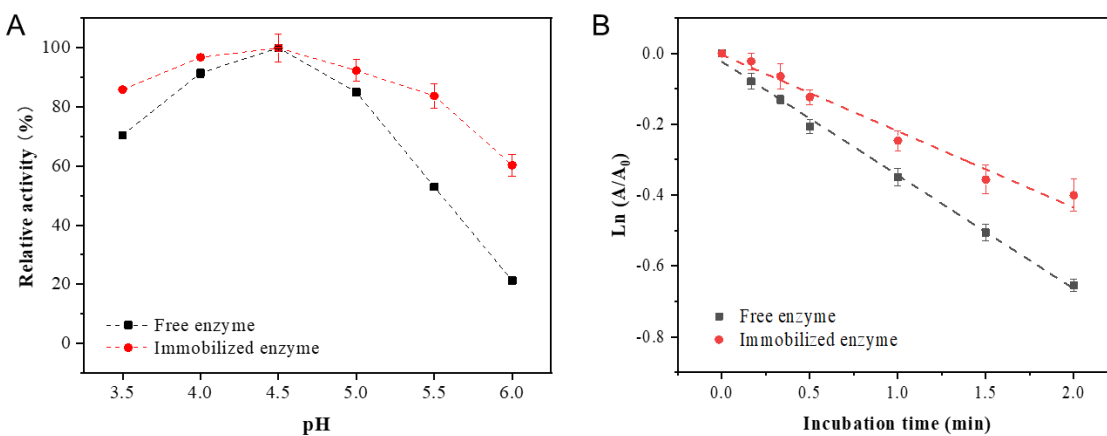 A
Relative activity (%)
100
80
60
40
20
0
Free enzyme
Immobilized enzyme
3.5 4.0 4.5 5.0 5.5 6.0
pH
B
Ln (A/A0)
0.0
-0.2
-0.4
-0.6
-0.8
Free enzyme
Immobilized enzyme
0.0 0.5 1.0 1.5 2.0
Incubation time (min)